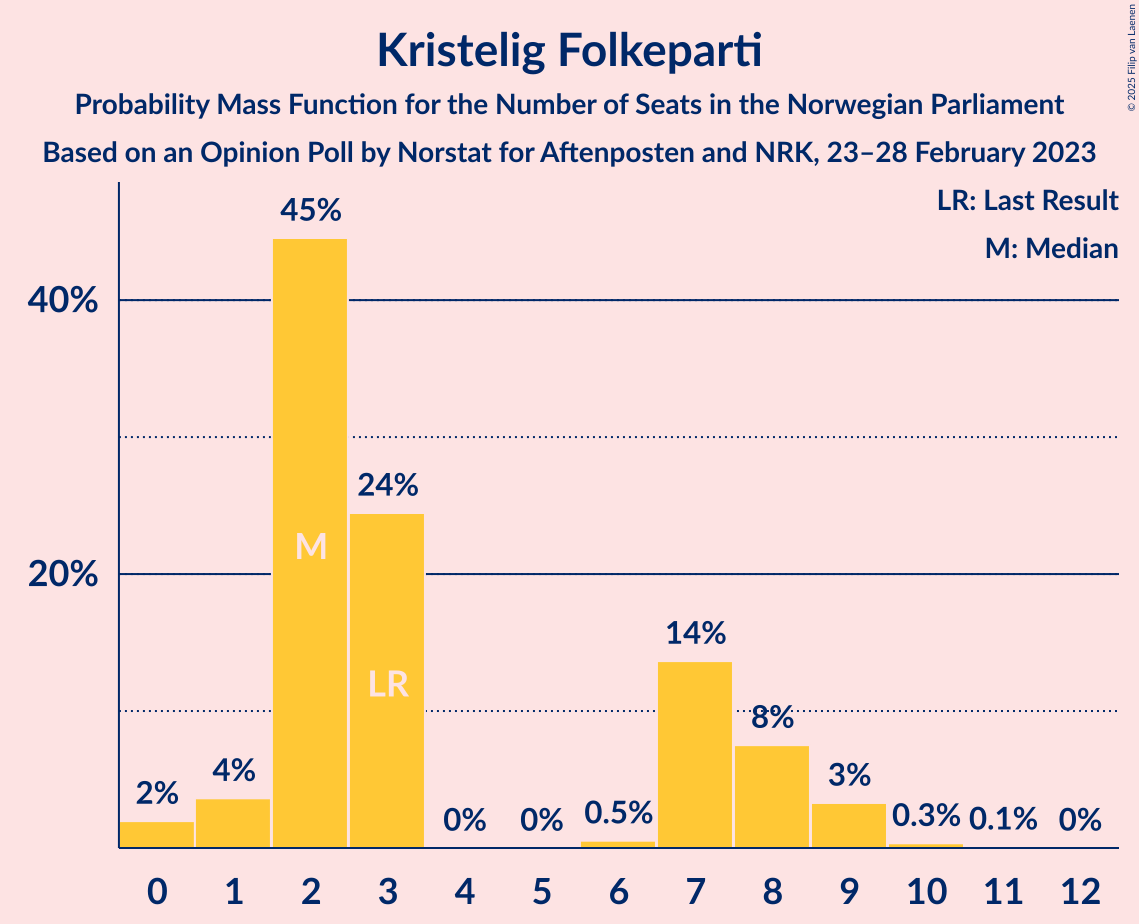 Kristelig Folkeparti
Probability Mass Function for the Number of Seats in the Norwegian Parliament
Based on an Opinion Poll by Norstat for Aftenposten and NRK, 23–28 February 2023
© 2025 Filip van Laenen
LR: Last Result
M: Median
45%
40%
24%
M
20%
14%
LR
8%
2% 4% 0% 0% 0.5% 3% 0.3% 0.1% 0%
0 1 2 3 4 5 6 7 8 9 10 11 12